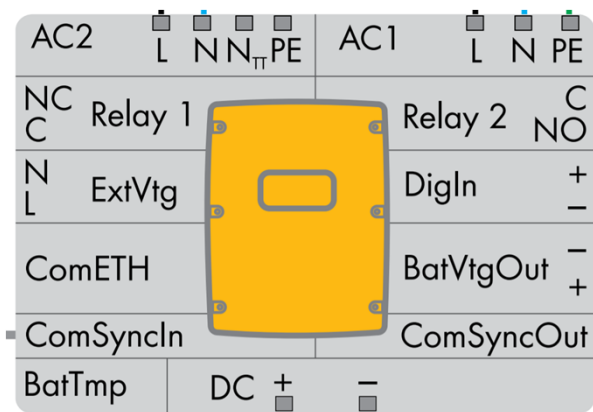 AC2
L N N_TT PE
AC1
L N PE
NC
C
Relay 1
Relay 2
C
NO
N
L
ExtVtg
DigIn
+
–
ComETH
BatVtgOut
–
+
ComSyncIn
ComSyncOut
BatTmp
DC + –